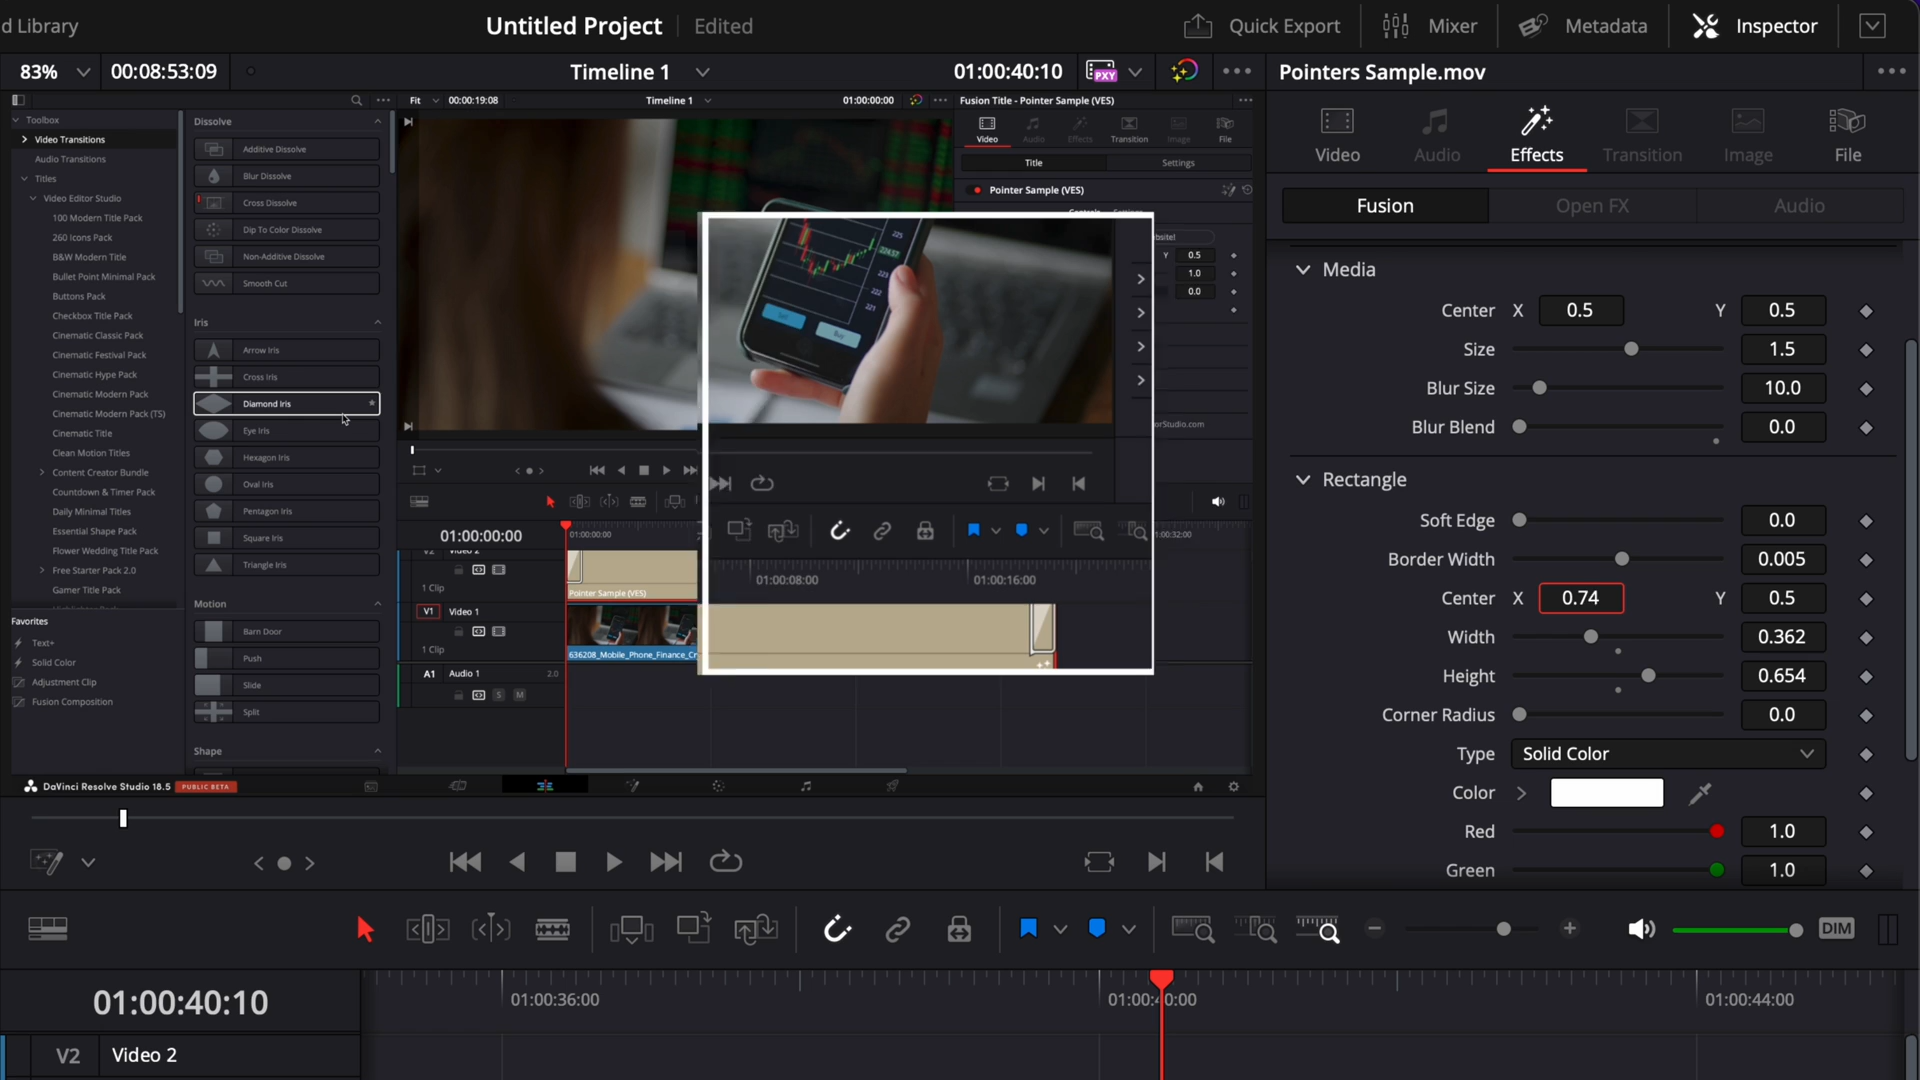 d Library
Untitled Project
Edited
Quick Export
Mixer
Metadata
Inspector
83%
00:08:53:09
Timeline 1
01:00:40:10
PXY
Pointers Sample.mov
Fit
00:00:19:08
Timeline 1
01:00:00:00
Fusion Title - Pointer Sample (VES)
Toolbox
Video Transitions
Audio Transitions
Titles
Video Editor Studio
100 Modern Title Pack
260 Icons Pack
B&W Modern Title
Bullet Point Minimal Pack
Buttons Pack
Checkbox Title Pack
Cinematic Classic Pack
Cinematic Festival Pack
Cinematic Hype Pack
Cinematic Modern Pack
Cinematic Modern Pack (TS)
Cinematic Title
Clean Motion Titles
Content Creator Bundle
Countdown & Timer Pack
Daily Minimal Titles
Essential Shape Pack
Flower Wedding Title Pack
Free Starter Pack 2.0
Game Title Pack
Favorites
Text+
Solid Color
Adjustment Clip
Fusion Composition
Dissolve
Additive Dissolve
Blur Dissolve
Cross Dissolve
Dip To Color Dissolve
Non-Additive Dissolve
Smooth Cut
Iris
Arrow Iris
Cross Iris
Diamond Iris
Eye Iris
Hexagon Iris
Oval Iris
Pentagon Iris
Square Iris
Triangle Iris
Motion
Barn Door
Push
Slide
Split
Shape
Video
Audio
Effects
Transition
Image
File
Title
Settings
Pointer Sample (VES)
Y 0.5
1.0
0.0
orStudio.com
225
224.57
223
222
221
Sell
Buy
01:00:00:00
01:00:00:00
01:00:08:00
01:00:16:00
1:00:32:00
V2 Video 2
1 Clip
Pointer Sample (VES)
V1 Video 1
1 Clip
636208_Mobile_Phone_Finance_Cr
A1 Audio 1 2.0
S M
DaVinci Resolve Studio 18.5
PUBLIC BETA
Video
Audio
Effects
Transition
Image
File
Fusion
Open FX
Audio
Media
Center X 0.5 Y 0.5
Size 1.5
Blur Size 10.0
Blur Blend 0.0
Rectangle
Soft Edge 0.0
Border Width 0.005
Center X 0.74 Y 0.5
Width 0.362
Height 0.654
Corner Radius 0.0
Type Solid Color
Color
Red 1.0
Green 1.0
DIM
01:00:40:10
01:00:36:00
01:00:40:00
01:00:44:00
V2 Video 2